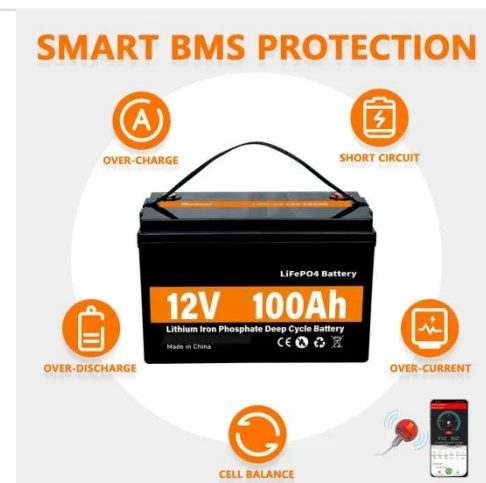 SMART BMS PROTECTION
A
OVER-CHARGE
SHORT CIRCUIT
LiFePO4 Battery
12V 100Ah
Lithium Iron Phosphate Deep Cycle Battery
Made in China
CE
OVER-DISCHARGE
OVER-CURRENT
CELL BALANCE